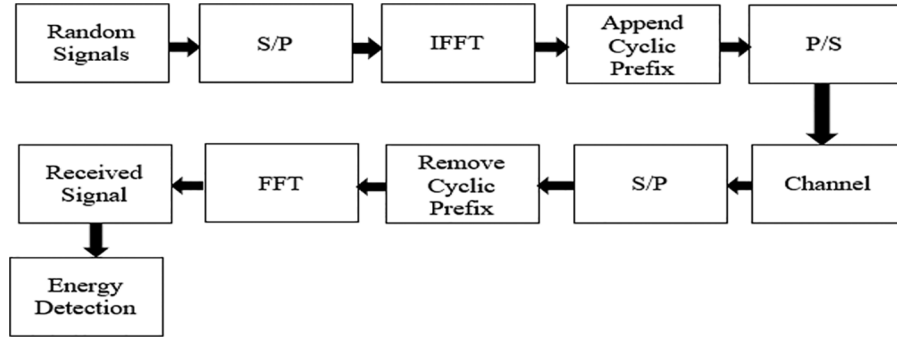 Random
Signals
S/P
IFFT
Append
Cyclic
Prefix
P/S
Channel
S/P
Remove
Cyclic
Prefix
FFT
Received
Signal
Energy
Detection